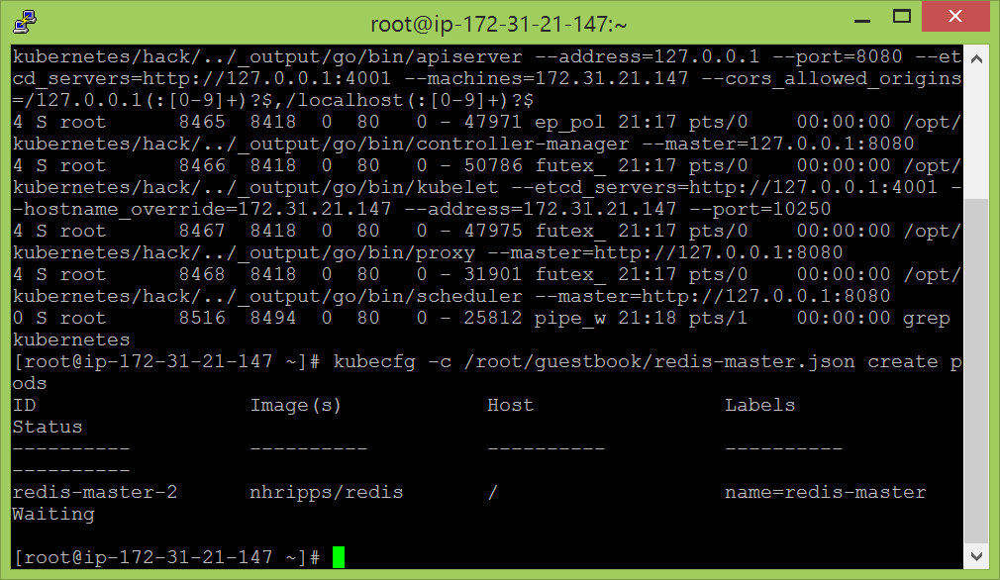 root@ip-172-31-21-147:~
kubernetes/hack/../_output/go/bin/apiserver --address=127.0.0.1 --port=8080 --et
cd_servers=http://127.0.0.1:4001 --machines=172.31.21.147 --cors_allowed_origins
=/127.0.0.1(:[0-9]+)?$,/localhost(:[0-9]+)?$
4 S root      8465  8418  0  80   0 - 47971 ep_pol 21:17 pts/0    00:00:00 /opt/
kubernetes/hack/../_output/go/bin/controller-manager --master=127.0.0.1:8080
4 S root      8466  8418  0  80   0 - 50786 futex_ 21:17 pts/0    00:00:00 /opt/
kubernetes/hack/../_output/go/bin/kubelet --etcd_servers=http://127.0.0.1:4001 -
-hostname_override=172.31.21.147 --address=172.31.21.147 --port=10250
4 S root      8467  8418  0  80   0 - 47975 futex_ 21:17 pts/0    00:00:00 /opt/
kubernetes/hack/../_output/go/bin/proxy --master=http://127.0.0.1:8080
4 S root      8468  8418  0  80   0 - 31901 futex_ 21:17 pts/0    00:00:00 /opt/
kubernetes/hack/../_output/go/bin/scheduler --master=http://127.0.0.1:8080
0 S root      8516  8494  0  80   0 - 25812 pipe_w 21:18 pts/1    00:00:00 grep
kubernetes
[root@ip-172-31-21-147 ~]# kubecfg -c /root/guestbook/redis-master.json create p
ods
ID                  Image(s)            Host                Labels
Status
----------          ----------          ----------          ----------
----------
redis-master-2      nhripps/redis       /                   name=redis-master
Waiting
[root@ip-172-31-21-147 ~]#